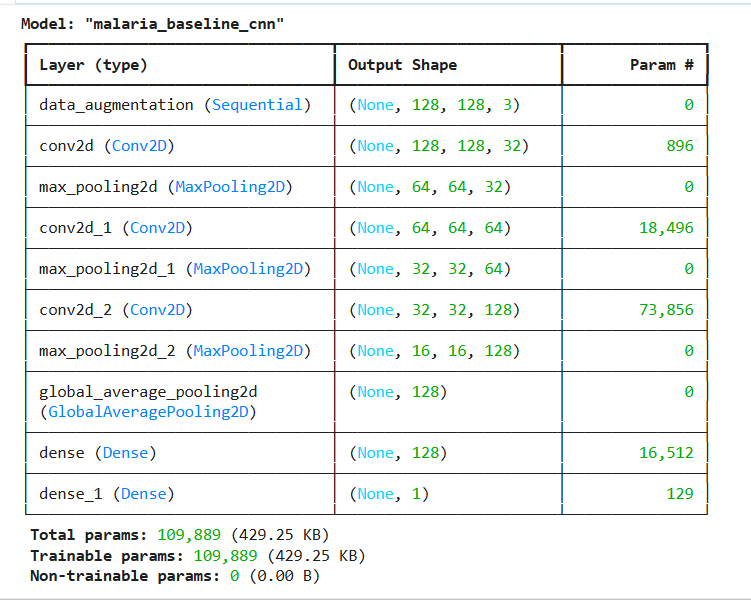 Model: "malaria_baseline_cnn"
Layer (type) Output Shape Param #
data_augmentation (Sequential) (None, 128, 128, 3) 0
conv2d (Conv2D) (None, 128, 128, 32) 896
max_pooling2d (MaxPooling2D) (None, 64, 64, 32) 0
conv2d_1 (Conv2D) (None, 64, 64, 64) 18,496
max_pooling2d_1 (MaxPooling2D) (None, 32, 32, 64) 0
conv2d_2 (Conv2D) (None, 32, 32, 128) 73,856
max_pooling2d_2 (MaxPooling2D) (None, 16, 16, 128) 0
global_average_pooling2d (None, 128) 0
(GlobalAveragePooling2D)
dense (Dense) (None, 128) 16,512
dense_1 (Dense) (None, 1) 129
Total params: 109,889 (429.25 KB)
Trainable params: 109,889 (429.25 KB)
Non-trainable params: 0 (0.00 B)